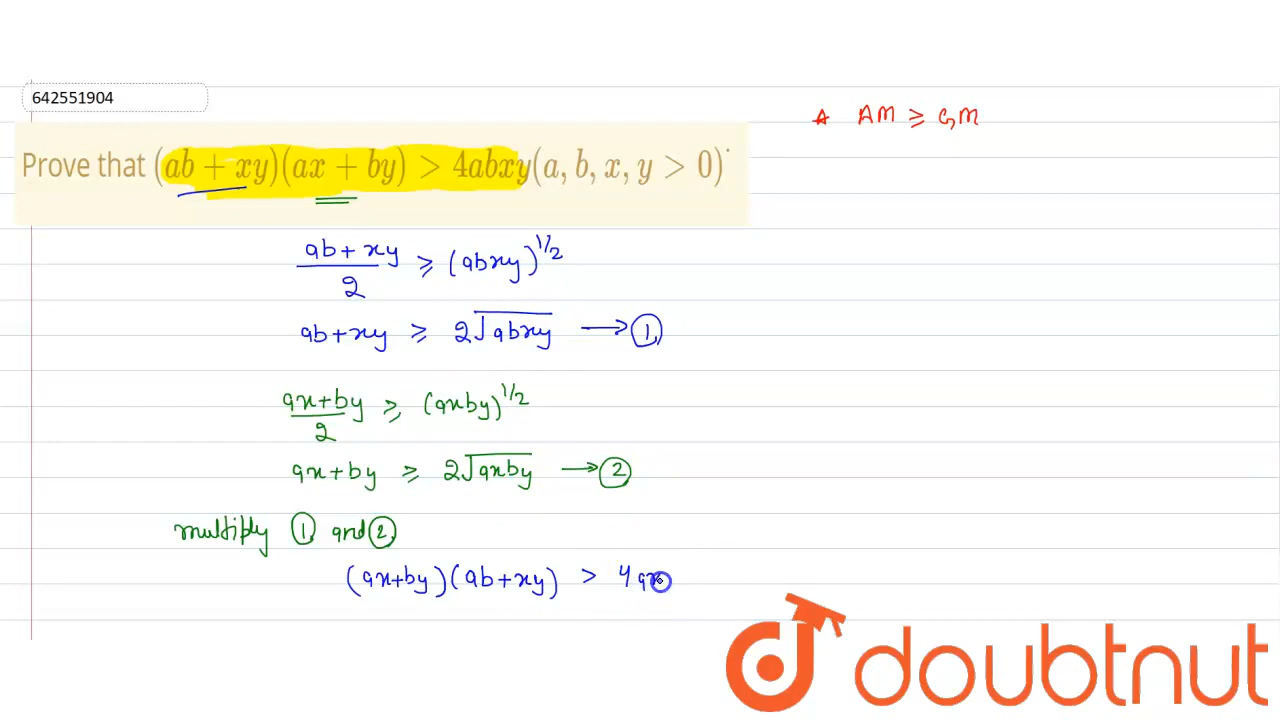 642551904
A AM ≥ GM
Prove that (ab + xy)(ax + by) > 4abxy(a, b, x, y > 0)˙
(ab + xy)/2 ≥ (abxy)^1/2
ab + xy ≥ 2√abxy → ①
(ax + by)/2 ≥ (axby)^1/2
ax + by ≥ 2√axby → ②
multiply ① and ②
(ax+by)(ab+xy) > 4ax
doubtnut